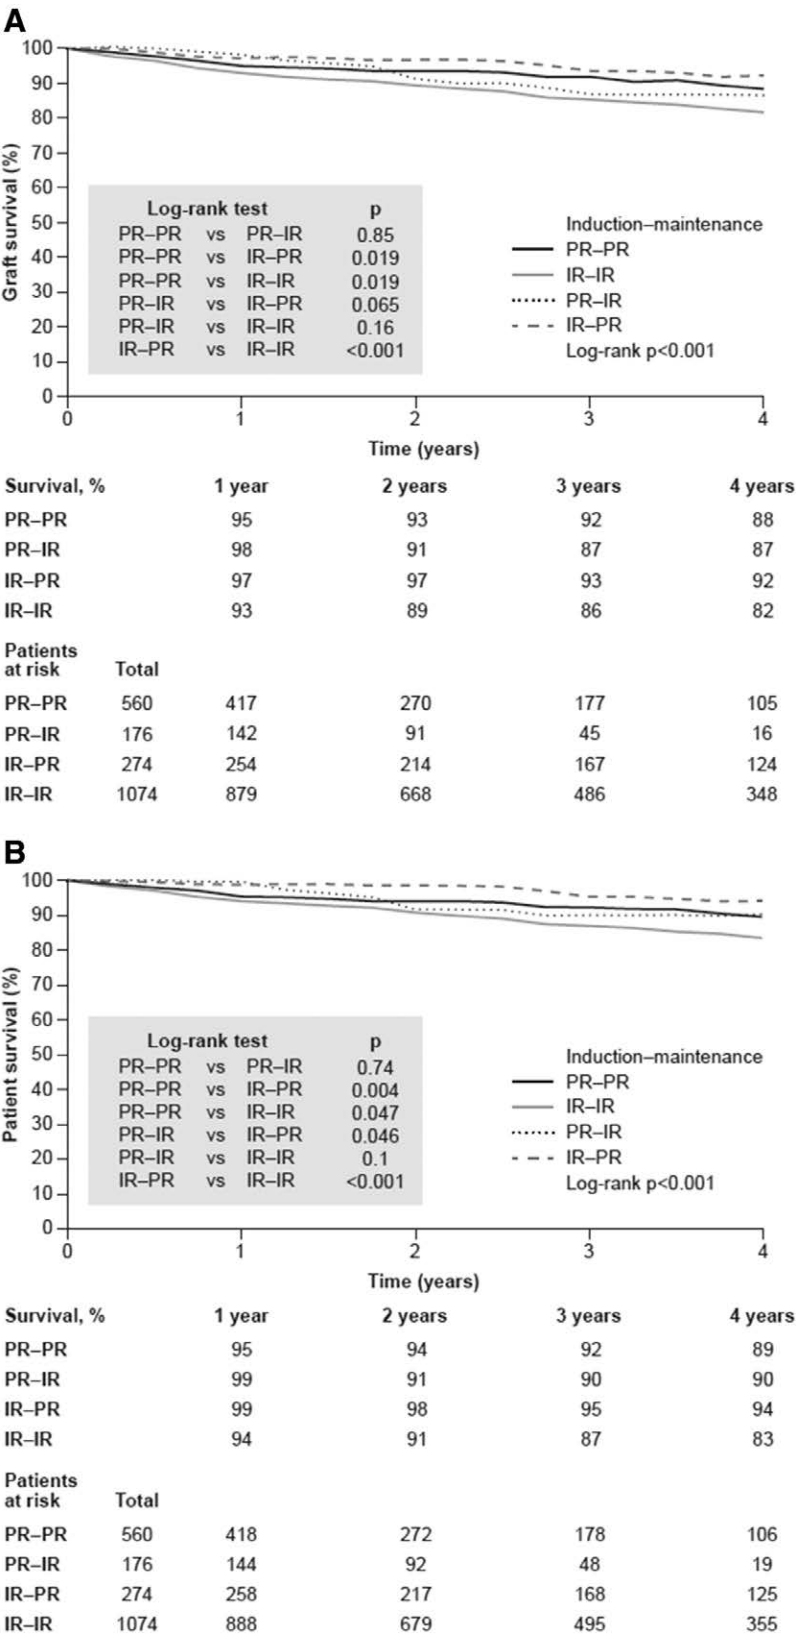 A
Graft survival (%)
100
90
80
70
60
50
40
30
20
10
0
Log-rank test p
PR–PR vs PR–IR 0.85
PR–PR vs IR–PR 0.019
PR–PR vs IR–IR 0.019
PR–IR vs IR–PR 0.065
PR–IR vs IR–IR 0.16
IR–PR vs IR–IR <0.001
Induction–maintenance
PR–PR
IR–IR
PR–IR
IR–PR
Log-rank p<0.001
0 1 2 3 4
Time (years)
Survival, % 1 year 2 years 3 years 4 years
PR–PR 95 93 92 88
PR–IR 98 91 87 87
IR–PR 97 97 93 92
IR–IR 93 89 86 82
Patients
at risk Total
PR–PR 560 417 270 177 105
PR–IR 176 142 91 45 16
IR–PR 274 254 214 167 124
IR–IR 1074 879 668 486 348
B
Patient survival (%)
100
90
80
70
60
50
40
30
20
10
0
Log-rank test p
PR–PR vs PR–IR 0.74
PR–PR vs IR–PR 0.004
PR–PR vs IR–IR 0.047
PR–IR vs IR–PR 0.046
PR–IR vs IR–IR 0.1
IR–PR vs IR–IR <0.001
Induction–maintenance
PR–PR
IR–IR
PR–IR
IR–PR
Log-rank p<0.001
0 1 2 3 4
Time (years)
Survival, % 1 year 2 years 3 years 4 years
PR–PR 95 94 92 89
PR–IR 99 91 90 90
IR–PR 99 98 95 94
IR–IR 94 91 87 83
Patients
at risk Total
PR–PR 560 418 272 178 106
PR–IR 176 144 92 48 19
IR–PR 274 258 217 168 125
IR–IR 1074 888 679 495 355